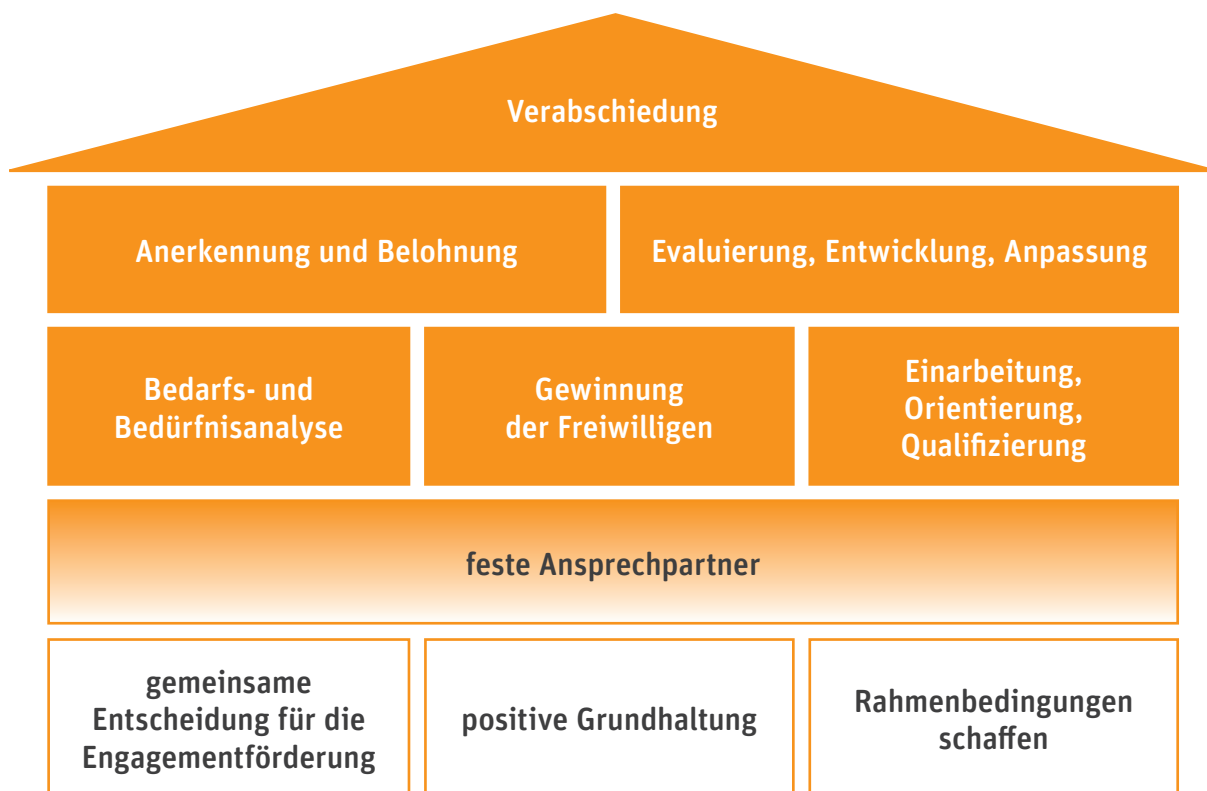 Verabschiedung
Anerkennung und Belohnung
Evaluierung, Entwicklung, Anpassung
Bedarfs- und
Bedürfnisanalyse
Gewinnung
der Freiwilligen
Einarbeitung,
Orientierung,
Qualifizierung
feste Ansprechpartner
gemeinsame
Entscheidung für die
Engagementförderung
positive Grundhaltung
Rahmenbedingungen
schaffen